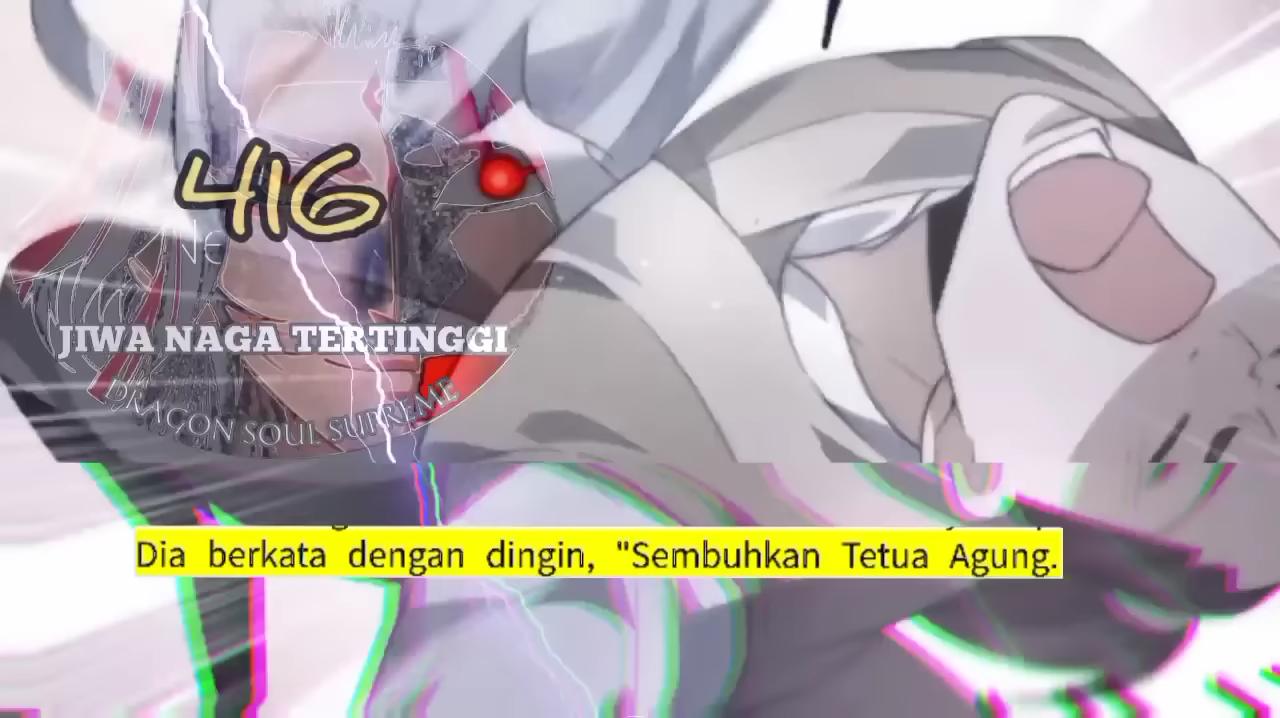 416
JIWA NAGA TERTINGGI
DRAGON SOUL SUPREME
Dia berkata dengan dingin, "Sembuhkan Tetua Agung.